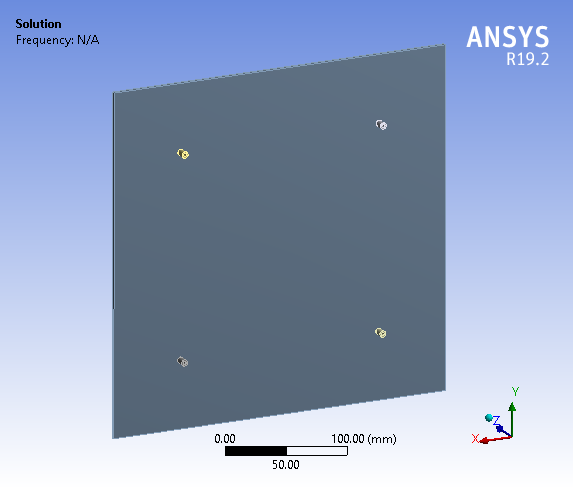 Solution
Frequency: N/A
ANSYS
R19.2
0.00
100.00 (mm)
50.00
Y
Z
X